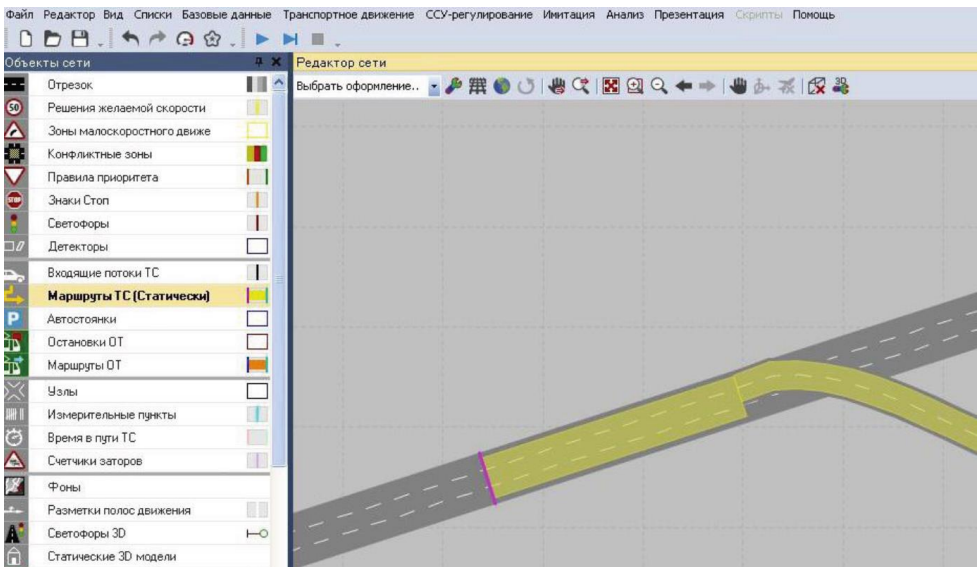 Файл Редактор Вид Списки Базовые данные Транспортное движение ССУ-регулирование Имитация Анализ Презентация Скрипты Помощь
Объекты сети
Редактор сети
Выбрать оформление..
3D
Отрезок
50 Решения желаемой скорости
Зоны малоскоростного движе
Конфликтные зоны
Правила приоритета
STOP Знаки Стоп
Светофоры
Детекторы
Входящие потоки ТС
Маршруты ТС (Статически)
P Автостоянки
Остановки ОТ
Маршруты ОТ
Узлы
Измерительные пункты
Время в пути ТС
Счетчики заторов
Фоны
Разметки полос движения
Светофоры 3D
Статические 3D модели